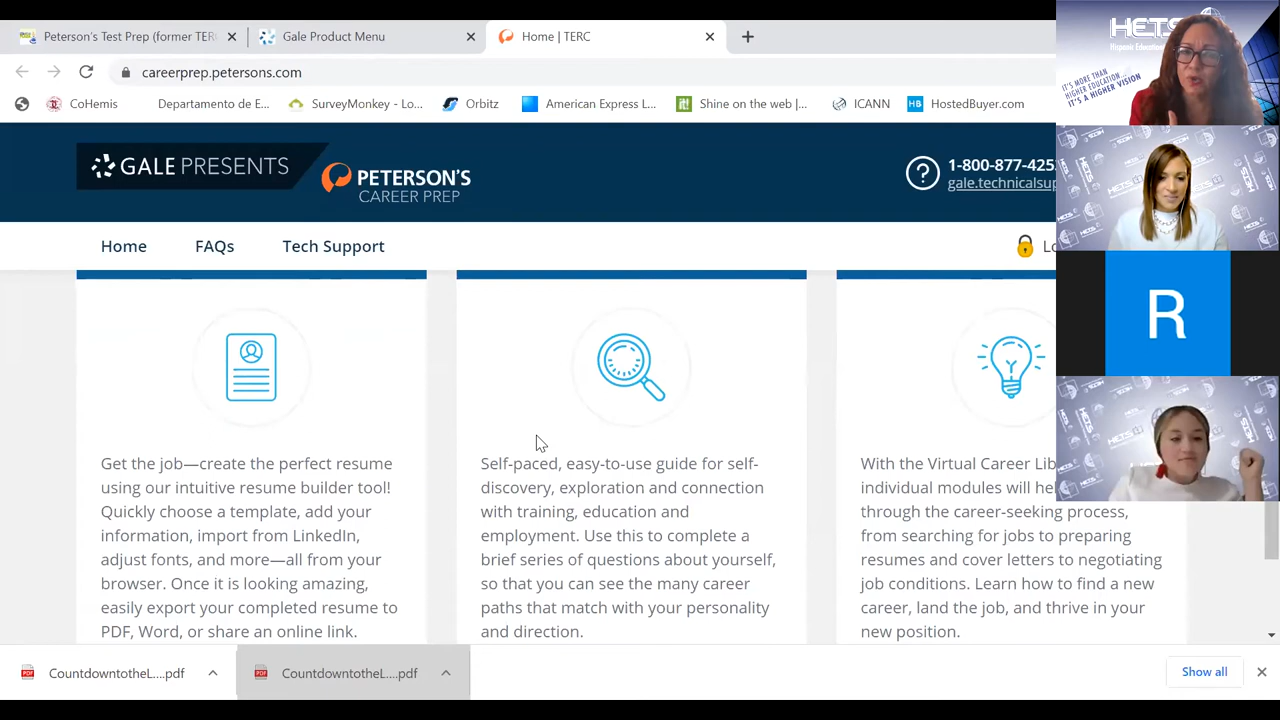 Peterson's Test Prep (former TER
Gale Product Menu
Home | TERC
careerprep.petersons.com
CoHemis
Departamento de E...
SurveyMonkey - Lo...
Orbitz
American Express L...
Shine on the web |...
ICANN
HostedBuyer.com
GALE PRESENTS
PETERSON'S
CAREER PREP
1-800-877-425
gale.technicalsup
Home
FAQs
Tech Support
Lo
Get the job—create the perfect resume
using our intuitive resume builder tool!
Quickly choose a template, add your
information, import from LinkedIn,
adjust fonts, and more—all from your
browser. Once it is looking amazing,
easily export your completed resume to
PDF, Word, or share an online link.
Self-paced, easy-to-use guide for self-
discovery, exploration and connection
with training, education and
employment. Use this to complete a
brief series of questions about yourself,
so that you can see the many career
paths that match with your personality
and direction.
With the Virtual Career Lib
individual modules will he
through the career-seeking process,
from searching for jobs to preparing
resumes and cover letters to negotiating
job conditions. Learn how to find a new
career, land the job, and thrive in your
new position.
CountdowntotheL....pdf
CountdowntotheL....pdf
Show all
HETS
Hispanic Education
IT'S MORE THAN
HIGHER EDUCATION
IT'S A HIGHER VISION
R